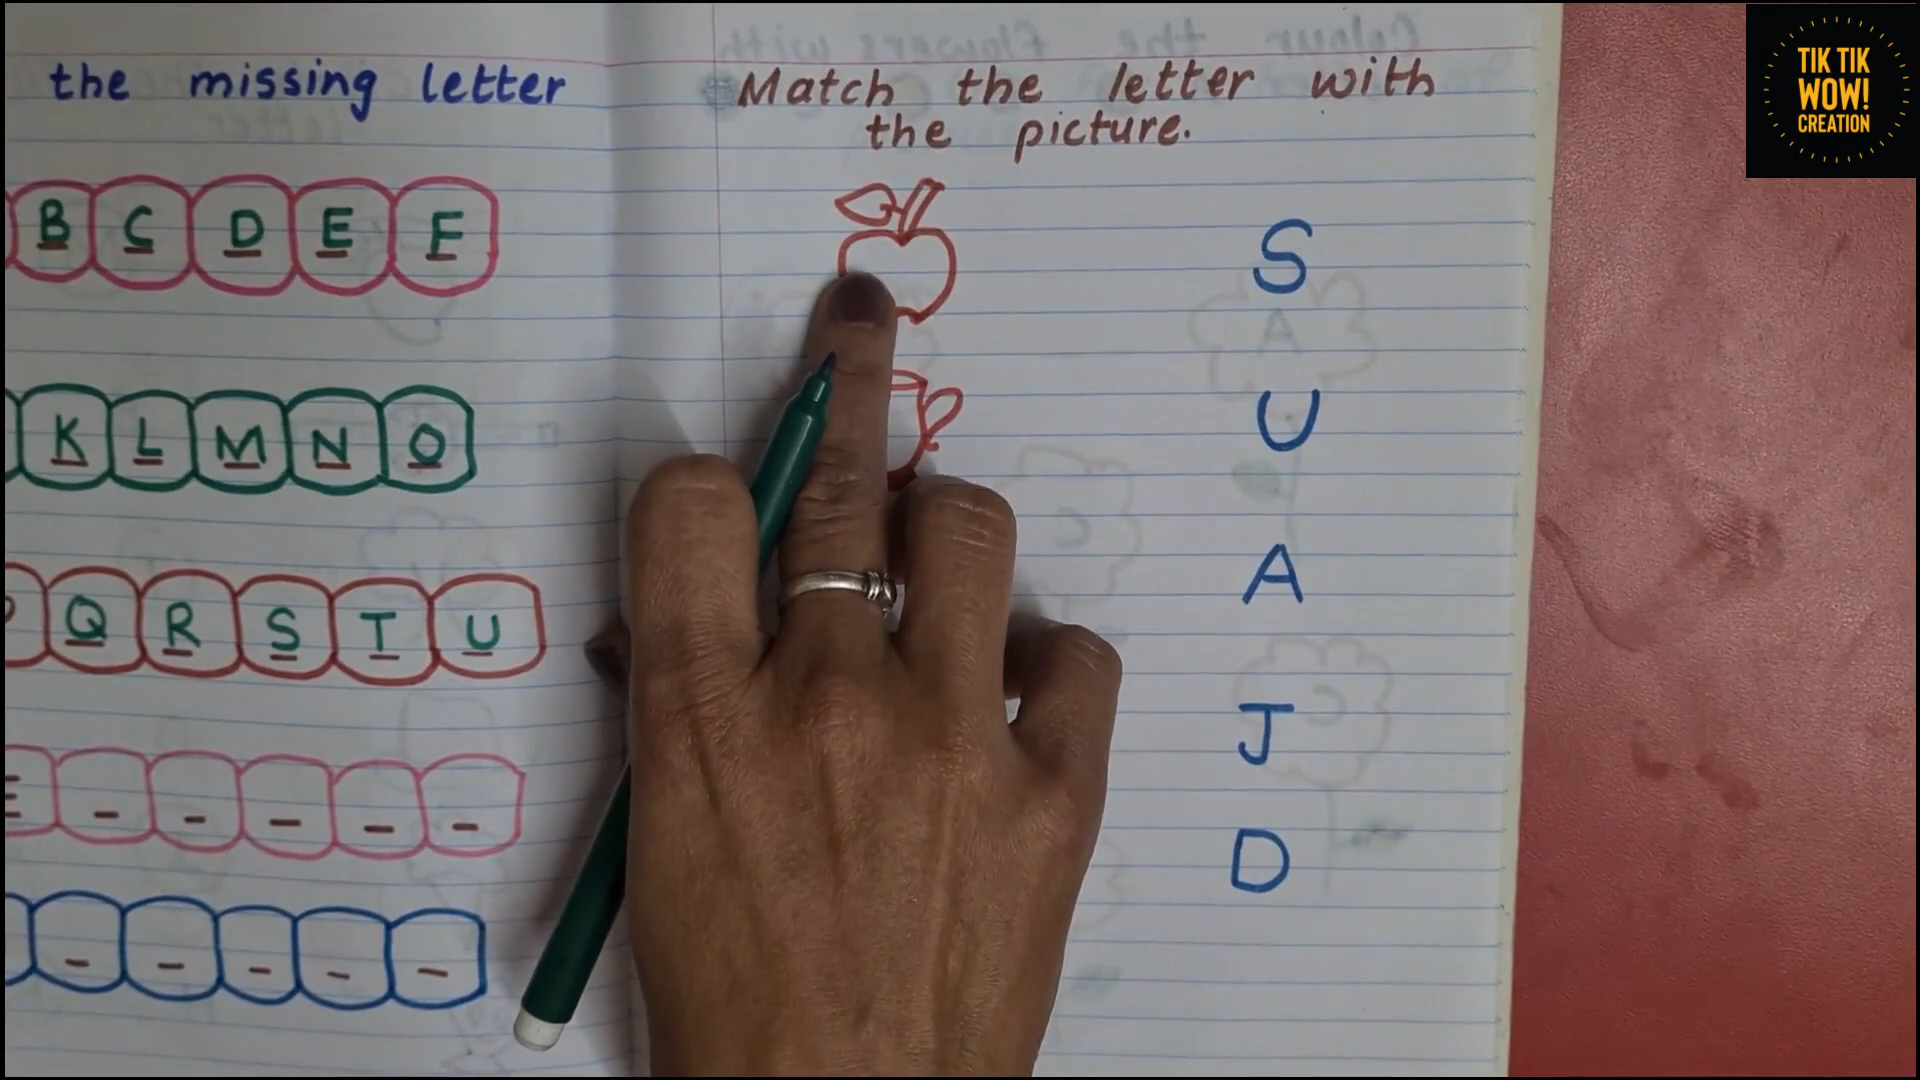 the missing letter
B C D E F
K L M N O
Q R S T U
Match the letter with
the picture.
S
U
A
J
D
TIK TIK
WOW!
CREATION